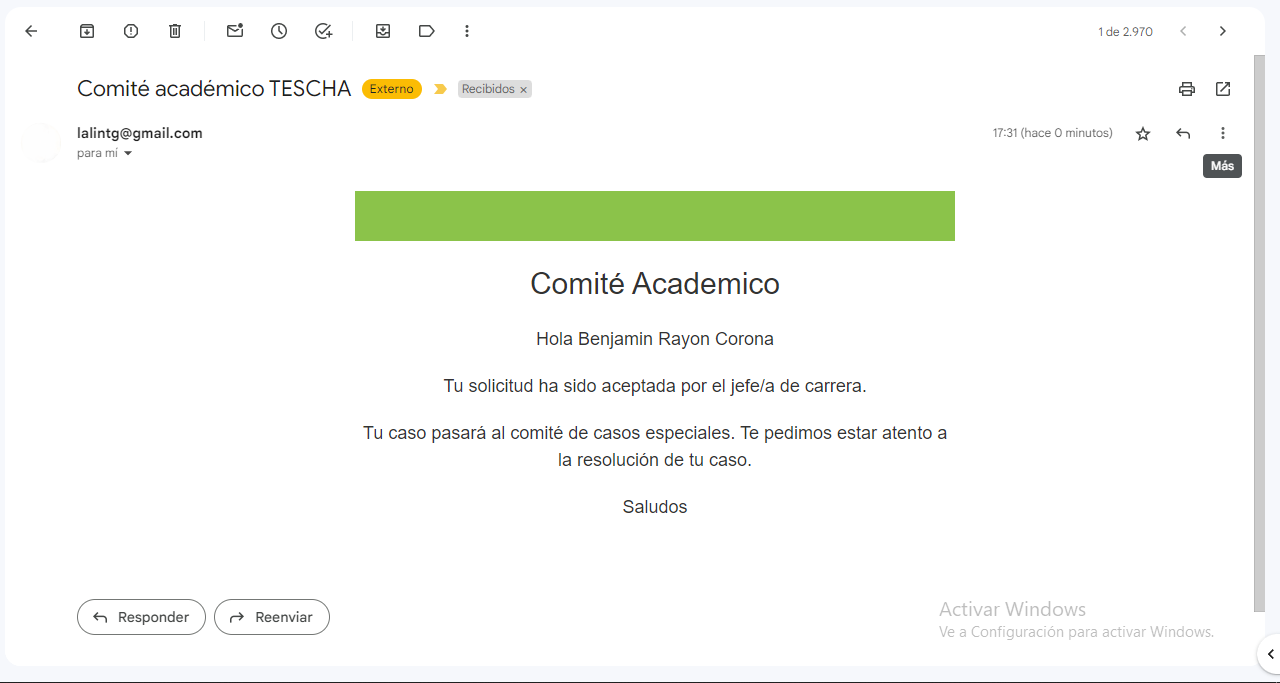 1 de 2.970
Comité académico TESCHA Externo Recibidos ×
lalintg@gmail.com 17:31 (hace 0 minutos)
para mí
Más
Comité Academico
Hola Benjamin Rayon Corona
Tu solicitud ha sido aceptada por el jefe/a de carrera.
Tu caso pasará al comité de casos especiales. Te pedimos estar atento a
la resolución de tu caso.
Saludos
Responder Reenviar
Activar Windows
Ve a Configuración para activar Windows.